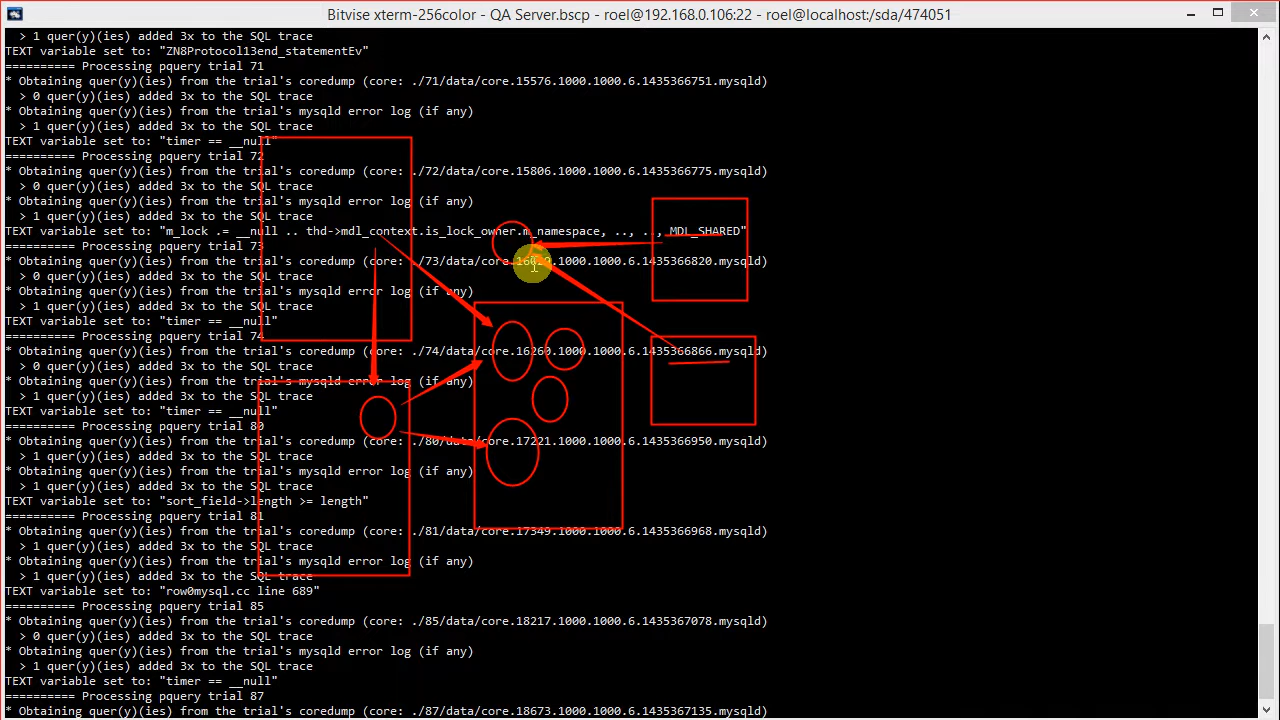 Bitvise xterm-256color - QA Server.bscp - roel@192.168.0.106:22 - roel@localhost:/sda/474051
> 1 quer(y)(ies) added 3x to the SQL trace
TEXT variable set to: "ZN8Protocol13end_statementEv"
========== Processing pquery trial 71
* Obtaining quer(y)(ies) from the trial's coredump (core: ./71/data/core.15576.1000.1000.6.1435366751.mysqld)
> 0 quer(y)(ies) added 3x to the SQL trace
* Obtaining quer(y)(ies) from the trial's mysqld error log (if any)
> 1 quer(y)(ies) added 3x to the SQL trace
TEXT variable set to: "timer == __null"
========== Processing pquery trial 72
* Obtaining quer(y)(ies) from the trial's coredump (core: ./72/data/core.15806.1000.1000.6.1435366775.mysqld)
> 0 quer(y)(ies) added 3x to the SQL trace
* Obtaining quer(y)(ies) from the trial's mysqld error log (if any)
> 1 quer(y)(ies) added 3x to the SQL trace
TEXT variable set to: "m_lock .= __null .. thd->mdl_context.is_lock_owner.m_namespace, .., .., MDL_SHARED"
========== Processing pquery trial 73
* Obtaining quer(y)(ies) from the trial's coredump (core: ./73/data/1000.1000.6.1435366820.mysqld)
> 0 quer(y)(ies) added 3x to the SQL trace
* Obtaining quer(y)(ies) from the trial's mysqld error log (if any)
> 1 quer(y)(ies) added 3x to the SQL trace
TEXT variable set to: "timer == __null"
========== Processing pquery trial 74
* Obtaining quer(y)(ies) from the trial's coredump (core: ./74/data/core.16260.1000.1000.6.1435366866.mysqld)
> 0 quer(y)(ies) added 3x to the SQL trace
* Obtaining quer(y)(ies) from the trial's mysqld error log (if any)
> 1 quer(y)(ies) added 3x to the SQL trace
TEXT variable set to: "timer == __null"
========== Processing pquery trial 80
* Obtaining quer(y)(ies) from the trial's coredump (core: ./80/data/core.17221.1000.1000.6.1435366950.mysqld)
> 1 quer(y)(ies) added 3x to the SQL trace
* Obtaining quer(y)(ies) from the trial's mysqld error log (if any)
> 1 quer(y)(ies) added 3x to the SQL trace
TEXT variable set to: "sort_field->length >= length"
========== Processing pquery trial 81
* Obtaining quer(y)(ies) from the trial's coredump (core: ./81/data/core.17349.1000.1000.6.1435366968.mysqld)
> 1 quer(y)(ies) added 3x to the SQL trace
* Obtaining quer(y)(ies) from the trial's mysqld error log (if any)
> 1 quer(y)(ies) added 3x to the SQL trace
TEXT variable set to: "row0mysql.cc line 689"
========== Processing pquery trial 85
* Obtaining quer(y)(ies) from the trial's coredump (core: ./85/data/core.18217.1000.1000.6.1435367078.mysqld)
> 0 quer(y)(ies) added 3x to the SQL trace
* Obtaining quer(y)(ies) from the trial's mysqld error log (if any)
> 1 quer(y)(ies) added 3x to the SQL trace
TEXT variable set to: "timer == __null"
========== Processing pquery trial 87
* Obtaining quer(y)(ies) from the trial's coredump (core: ./87/data/core.18673.1000.1000.6.1435367135.mysqld)